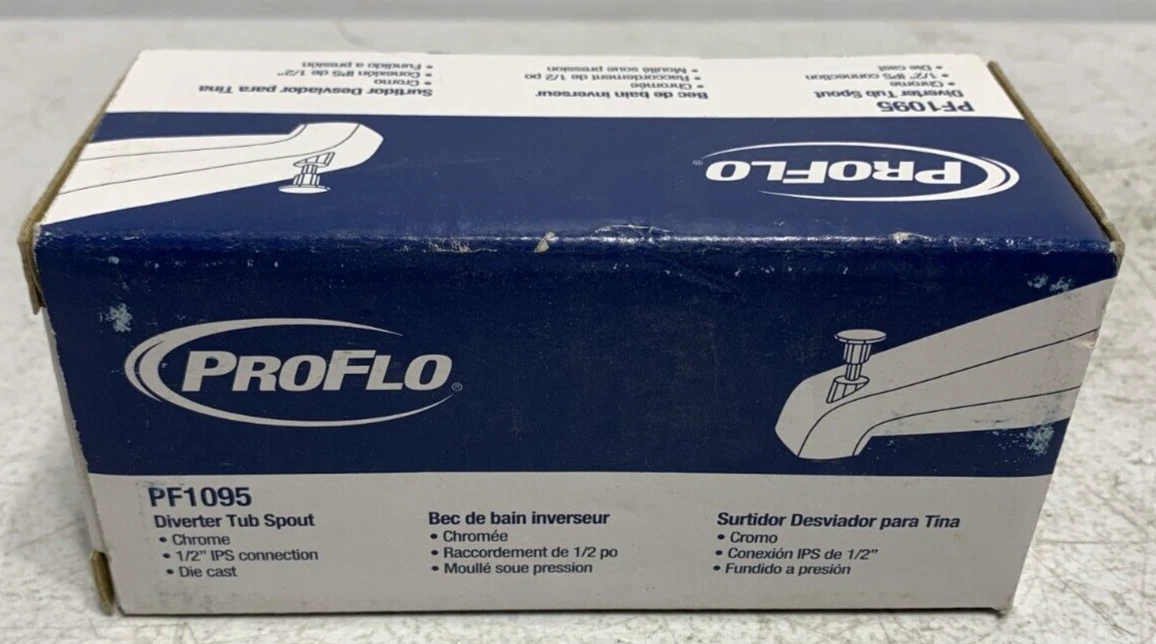 PF1095
Diverter Tub Spout
• Chrome
• 1/2" IPS connection
• Die cast
Bec de bain inverseur
• Chromée
• Raccordement de 1/2 po
• Moullé soue pression
Surtidor Desviador para Tina
• Cromo
• Conexión IPS de 1/2"
• Fundido a presión
PROFLO®
PROFLO®
PF1095
Diverter Tub Spout
• Chrome
• 1/2” IPS connection
• Die cast
Bec de bain inverseur
• Chromée
• Raccordement de 1/2 po
• Moullé soue pression
Surtidor Desviador para Tina
• Cromo
• Conexión IPS de 1/2”
• Fundido a presión